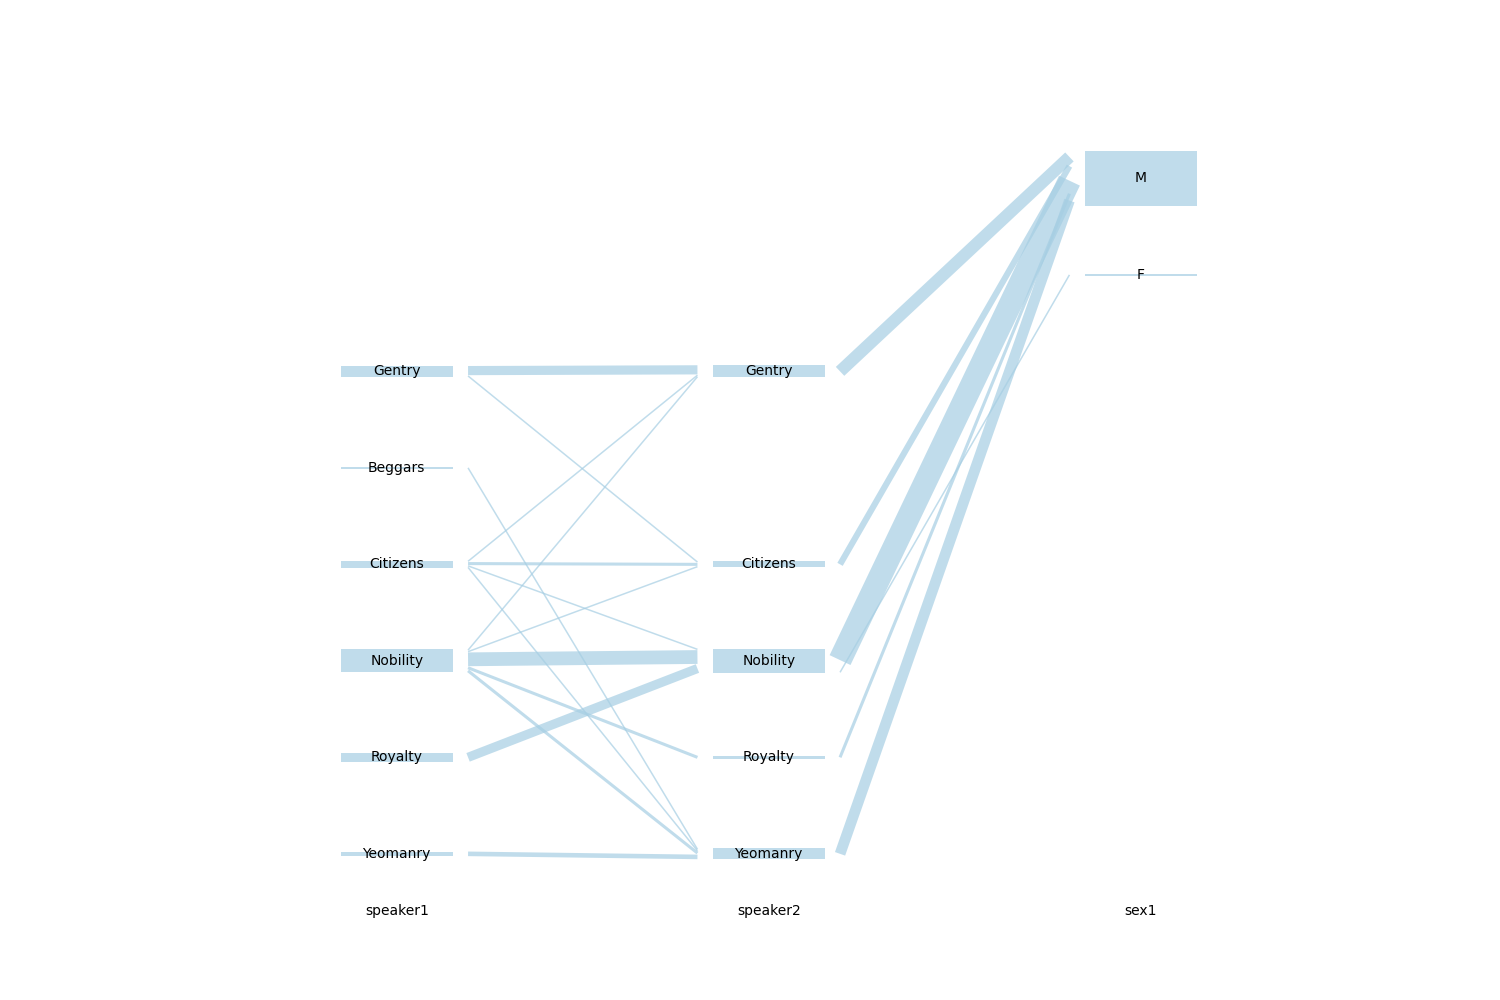 M
F
Gentry
Gentry
Beggars
Citizens
Citizens
Nobility
Nobility
Royalty
Royalty
Yeomanry
Yeomanry
speaker1
speaker2
sex1